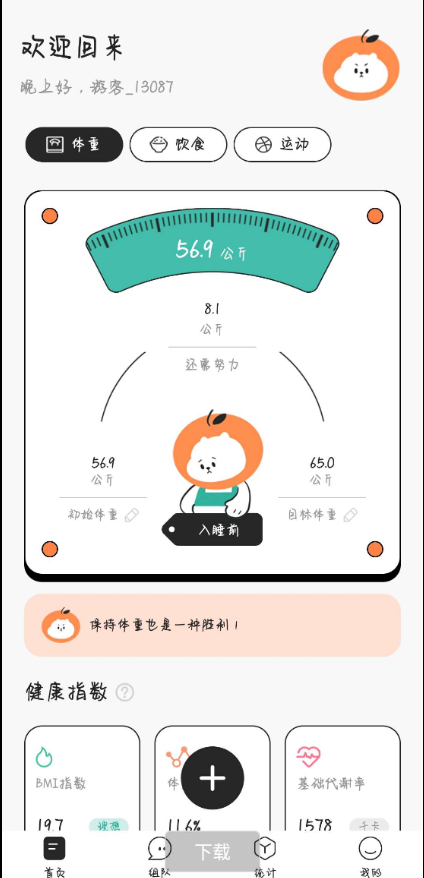 欢迎回来
晚上好，游客_13087
体重 饮食 运动
56.9 公斤
8.1
公斤
还需努力
56.9 65.0
公斤 公斤
初始体重 目标体重
入睡前
保持体重也是一种胜利！
健康指数 ?
BMI指数 体 基础代谢率
19.7 理想 11.6% 1578 千卡
下载
首页 组队 统计 我的